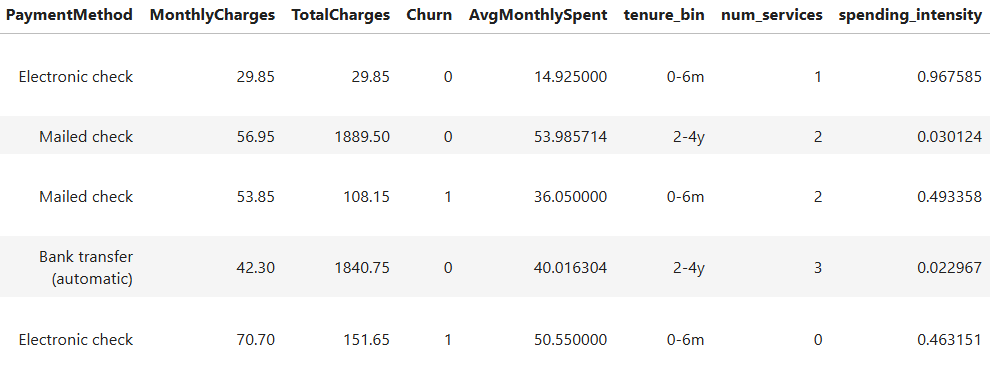 PaymentMethod MonthlyCharges TotalCharges Churn AvgMonthlySpent tenure_bin num_services spending_intensity
Electronic check 29.85 29.85 0 14.925000 0-6m 1 0.967585
Mailed check 56.95 1889.50 0 53.985714 2-4y 2 0.030124
Mailed check 53.85 108.15 1 36.050000 0-6m 2 0.493358
Bank transfer
(automatic) 42.30 1840.75 0 40.016304 2-4y 3 0.022967
Electronic check 70.70 151.65 1 50.550000 0-6m 0 0.463151